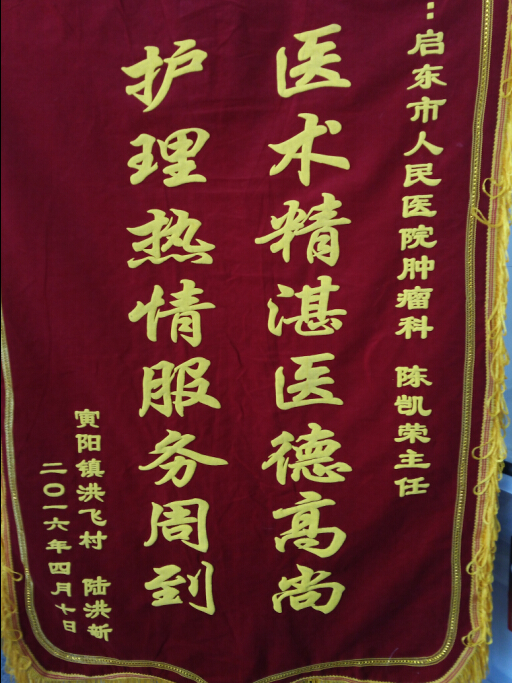 ：启东市人民医院肿瘤科 陈凯荣主任
医术精湛医德高尚
护理热情服务周到
寅阳镇洪飞村 陆洪新
二〇一六年四月十日